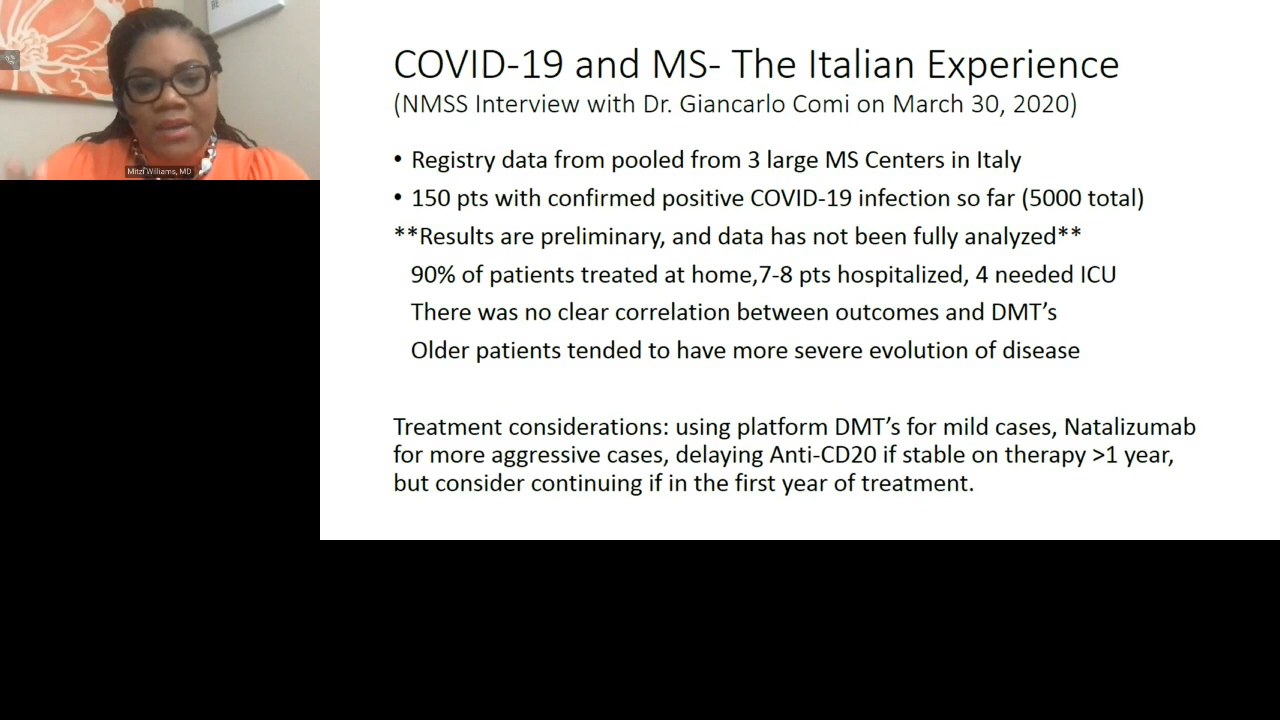 Mitzi Williams, MD
COVID-19 and MS- The Italian Experience
(NMSS Interview with Dr. Giancarlo Comi on March 30, 2020)
• Registry data from pooled from 3 large MS Centers in Italy
• 150 pts with confirmed positive COVID-19 infection so far (5000 total)
**Results are preliminary, and data has not been fully analyzed**
90% of patients treated at home,7-8 pts hospitalized, 4 needed ICU
There was no clear correlation between outcomes and DMT’s
Older patients tended to have more severe evolution of disease
Treatment considerations: using platform DMT’s for mild cases, Natalizumab
for more aggressive cases, delaying Anti-CD20 if stable on therapy >1 year,
but consider continuing if in the first year of treatment.